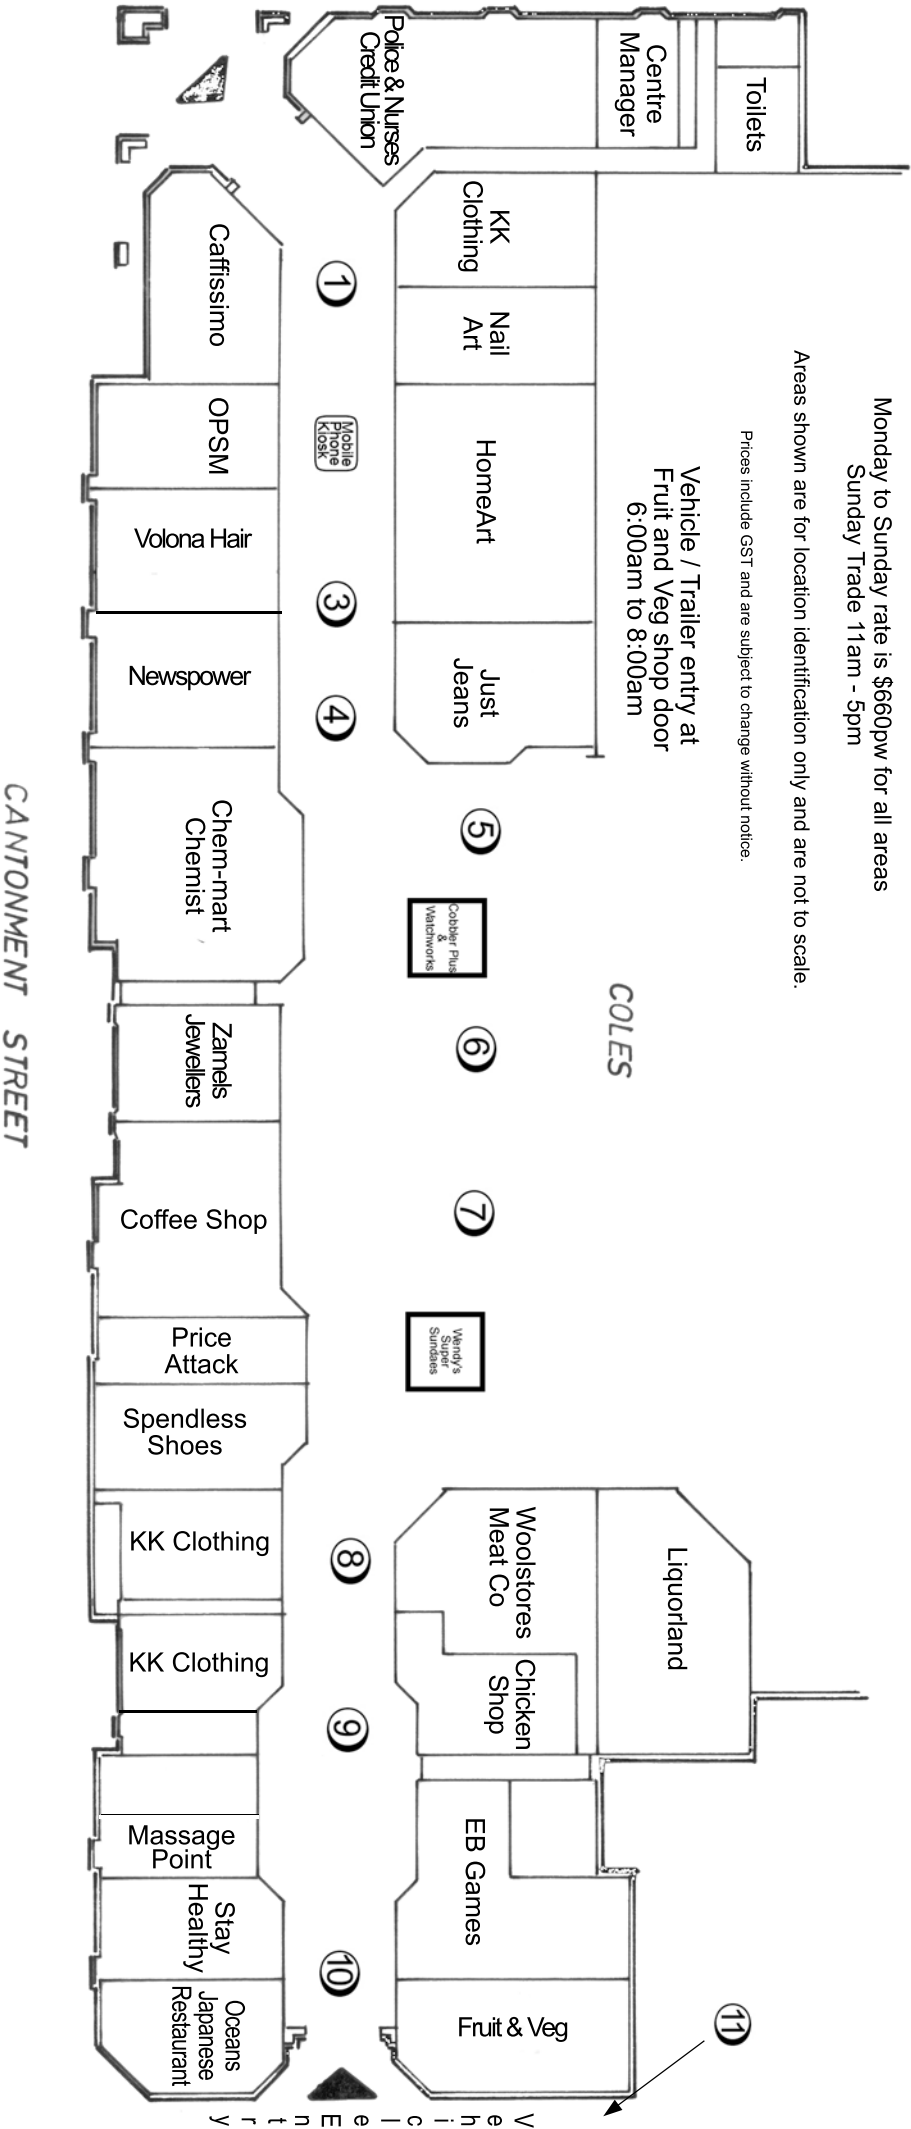 Monday to Sunday rate is $660pw for all areas
Sunday Trade 11am - 5pm
Areas shown are for location identification only and are not to scale.
Prices include GST and are subject to change without notice.
Vehicle / Trailer entry at
Fruit and Veg shop door
6:00am to 8:00am
Toilets
Centre
Manager
Police & Nurses
Credit Union
KK
Clothing
Nail
Art
HomeArt
Just
Jeans
COLES
Caffissimo
1
OPSM
Mobile
Phone
Kiosk
Volona Hair
3
Newspower
4
Chem-mart
Chemist
5
Cobbler Plus
&
Watchworks
Zamels
Jewellers
6
Coffee Shop
7
Price
Attack
Wendy's
Super
Sundaes
Spendless
Shoes
KK Clothing
8
Woolstores
Meat Co
Liquorland
KK Clothing
Chicken
Shop
9
Massage
Point
EB Games
Stay
Healthy
10
Oceans
Japanese
Restaurant
Fruit & Veg
11
Vehicle Entry
CANTONMENT STREET